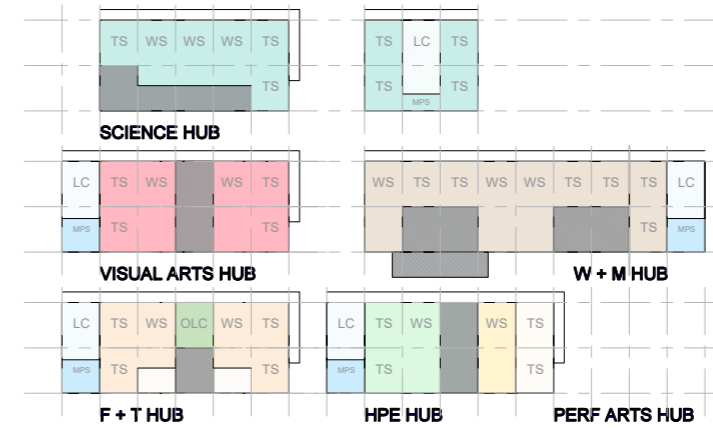 TS WS WS WS TS TS LC TS
TS TS TS
MPS
SCIENCE HUB
LC TS WS WS TS WS TS TS WS WS TS TS TS LC
MPS TS TS TS MPS
VISUAL ARTS HUB W + M HUB
LC TS WS OLC WS TS LC TS WS WS TS
MPS TS TS MPS TS TS
F + T HUB HPE HUB PERF ARTS HUB